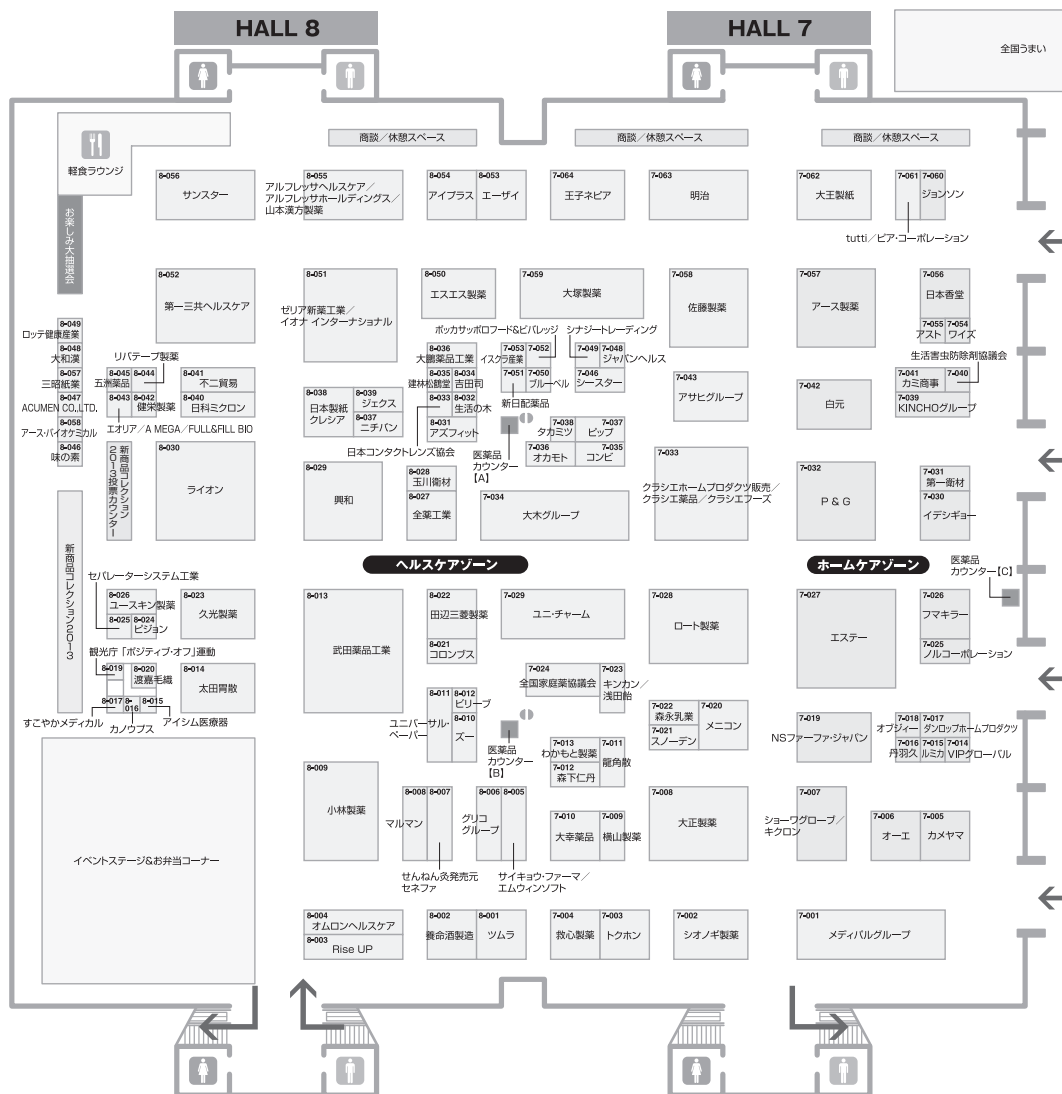 HALL 8
HALL 7
全国うまい
商談／休憩スペース
商談／休憩スペース
商談／休憩スペース
軽食ラウンジ
お楽しみ大抽選会
8-056
サンスター
8-055
アルフレッサヘルスケア／
アルフレッサホールディングス／
山本漢方製薬
8-054
アイプラス
8-053
エーザイ
7-064
王子ネピア
7-063
明治
7-062
大王製紙
7-061
7-060
ジョンソン
tutti／ピア・コーポレーション
8-052
第一三共ヘルスケア
8-051
ゼリア新薬工業／
イオナ インターナショナル
8-050
エスエス製薬
7-059
大塚製薬
7-058
佐藤製薬
7-057
アース製薬
7-056
日本香堂
7-055
アスト
7-054
ワイズ
生活害虫防除剤協議会
8-049
ロッテ健康産業
8-048
大和漢
8-057
三昭紙業
8-047
ACUMEN CO.,LTD.
8-058
アース・バイオケミカル
8-046
味の素
リバテープ製薬
8-045
五洲薬品
8-044
8-043
8-042
健栄製薬
エオリア／A MEGA／FULL&FILL BIO
8-041
不二貿易
8-040
日科ミクロン
8-038
日本製紙
クレシア
8-039
ジェクス
8-037
ニチバン
8-036
大鵬薬品工業
8-035
建林松鶴堂
8-034
吉田司
8-033
8-032
生活の木
8-031
アズフィット
日本コンタクトレンズ協会
ポッカサッポロフード&ビバレッジ
7-053
イスクラ産業
7-052
7-051
7-050
ブルーベル
新日配薬品
シナジートレーディング
7-049
7-048
ジャパンヘルス
7-046
シースター
医薬品
カウンター
【A】
7-038
タカミツ
7-037
ピップ
7-036
オカモト
7-035
コンビ
7-043
アサヒグループ
7-042
白元
7-041
カミ商事
7-040
7-039
KINCHOグループ
新商品コレクション
2013投票カウンター
8-030
ライオン
8-029
興和
8-028
玉川衛材
8-027
全薬工業
7-034
大木グループ
7-033
クラシエホームプロダクツ販売／
クラシエ薬品／クラシエフーズ
7-032
P & G
7-031
第一衛材
7-030
イデシギョー
ヘルスケアゾーン
ホームケアゾーン
医薬品
カウンター【C】
新商品コレクション2013
セパレーターシステム工業
8-026
ユースキン製薬
8-025
8-024
ピジョン
8-023
久光製薬
8-013
武田薬品工業
8-022
田辺三菱製薬
8-021
コロンブス
7-029
ユニ・チャーム
7-028
ロート製薬
7-027
エステー
7-026
フマキラー
7-025
ノルコーポレーション
観光庁「ポジティブ・オフ」運動
8-019
8-020
渡嘉毛織
8-014
太田胃散
8-017
8-016
8-015
すこやかメディカル
カノウプス
アイシム医療器
8-011
ユニバーサル・
ペーパー
8-012
ビリーブ
8-010
ズー
医薬品
カウンター
【B】
7-024
全国家庭薬協議会
7-023
キンカン／
浅田飴
7-022
森永乳業
7-021
スノーデン
7-020
メニコン
7-019
NSファーファ・ジャパン
7-018
オブジィー
7-017
ダンロップホームプロダクツ
7-016
丹羽久
7-015
ルミカ
7-014
VIPグローバル
7-013
わかもと製薬
7-012
森下仁丹
7-011
龍角散
イベントステージ&お弁当コーナー
8-009
小林製薬
8-008
マルマン
8-007
せんねん灸発売元
セネファ
8-006
グリコ
グループ
8-005
サイキョウ・ファーマ／
エムウィンソフト
7-010
大幸薬品
7-009
横山製薬
7-008
大正製薬
7-007
ショーワグローブ／
キクロン
7-006
オーエ
7-005
カメヤマ
8-004
オムロンヘルスケア
8-003
Rise UP
8-002
養命酒製造
8-001
ツムラ
7-004
救心製薬
7-003
トクホン
7-002
シオノギ製薬
7-001
メディパルグループ